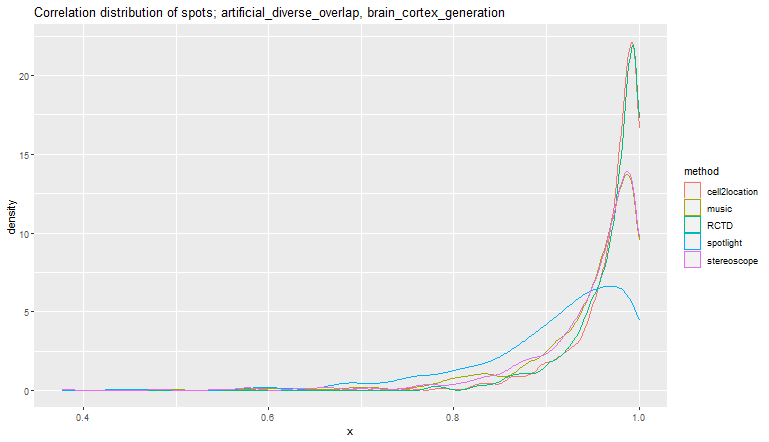 Correlation distribution of spots; artificial_diverse_overlap, brain_cortex_generation
20
15
10
5
0
density
0.4
0.6
0.8
1.0
x
method
cell2location
music
RCTD
spotlight
stereoscope